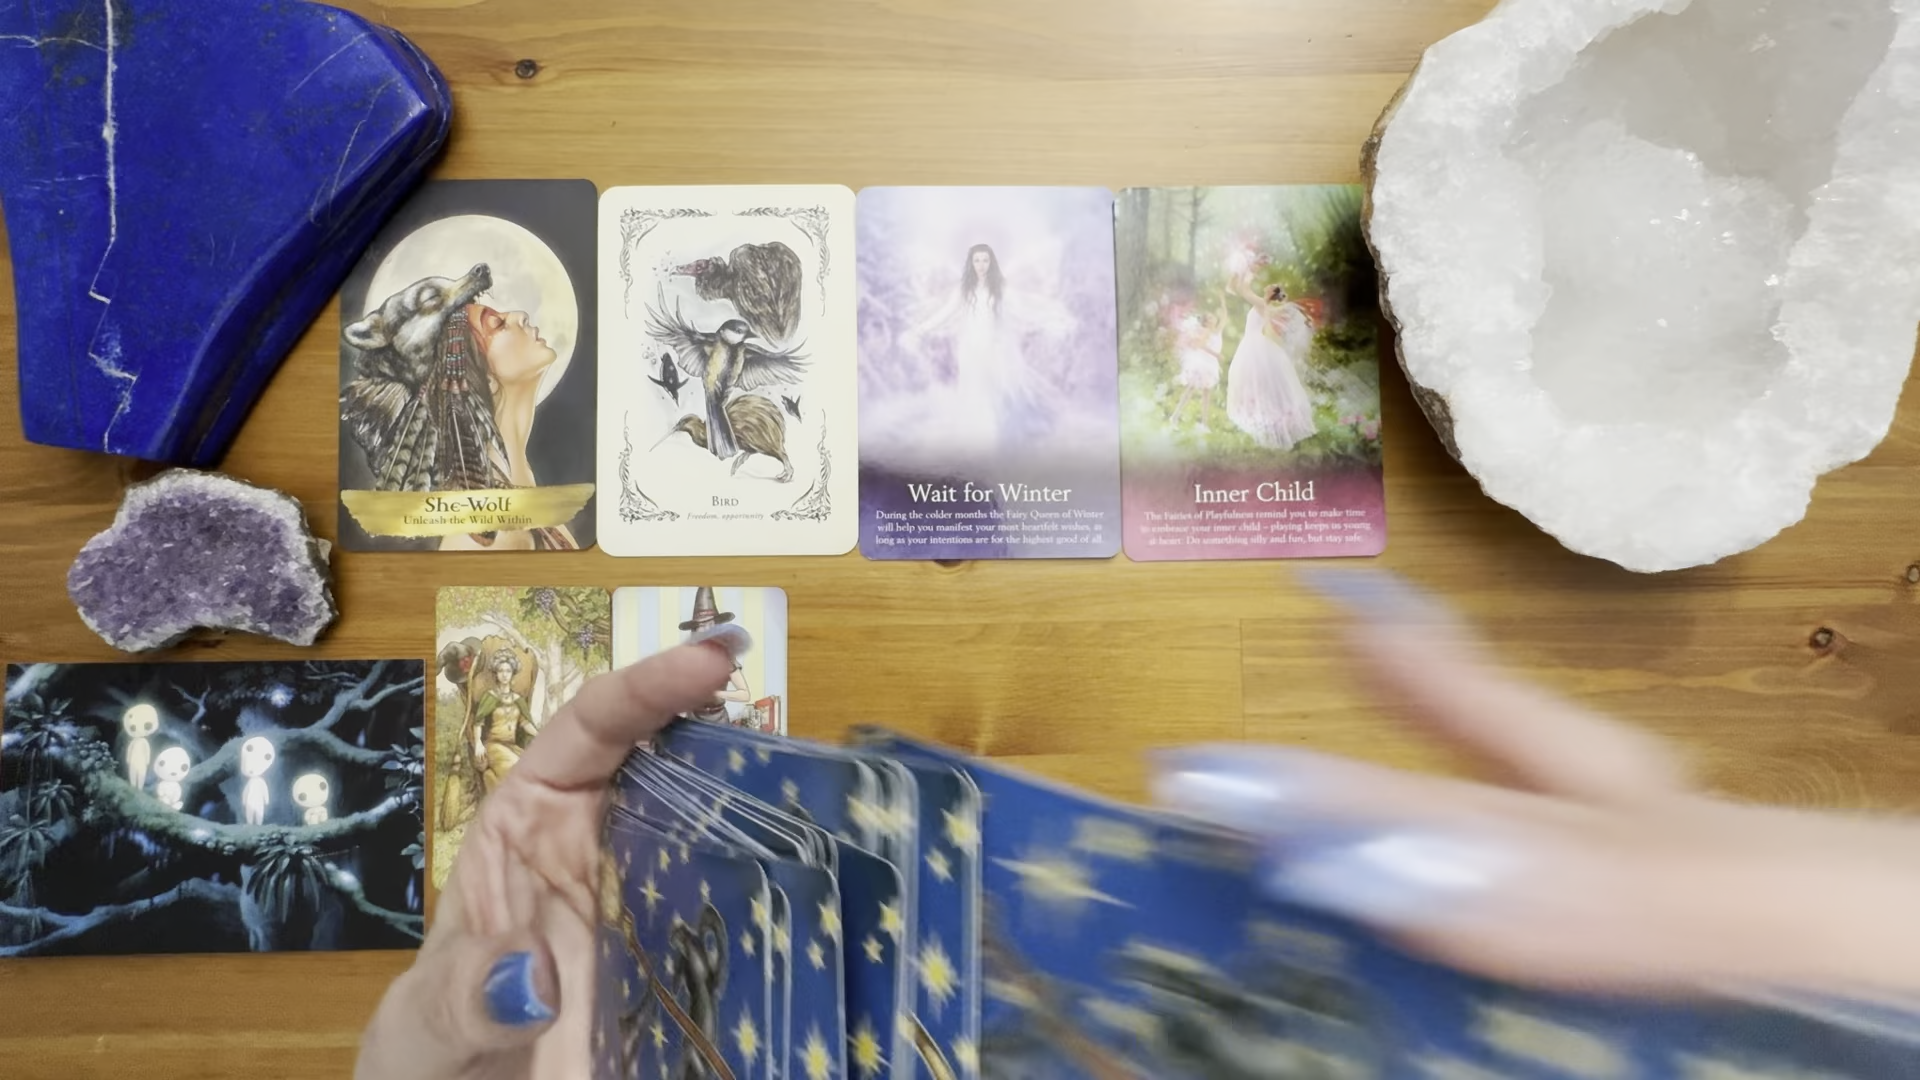 She-Wolf
Unleash the Wild Within
BIRD
Freedom, opportunity
Wait for Winter
During the colder months the Fairy Queen of Winter
will help you manifest your most heartfelt wishes, as
long as your intentions are for the highest good of all.
Inner Child
The Fairies of Playfulness remind you to make time
to embrace your inner child – playing keeps us young
at heart. Do something silly and fun, but stay safe.